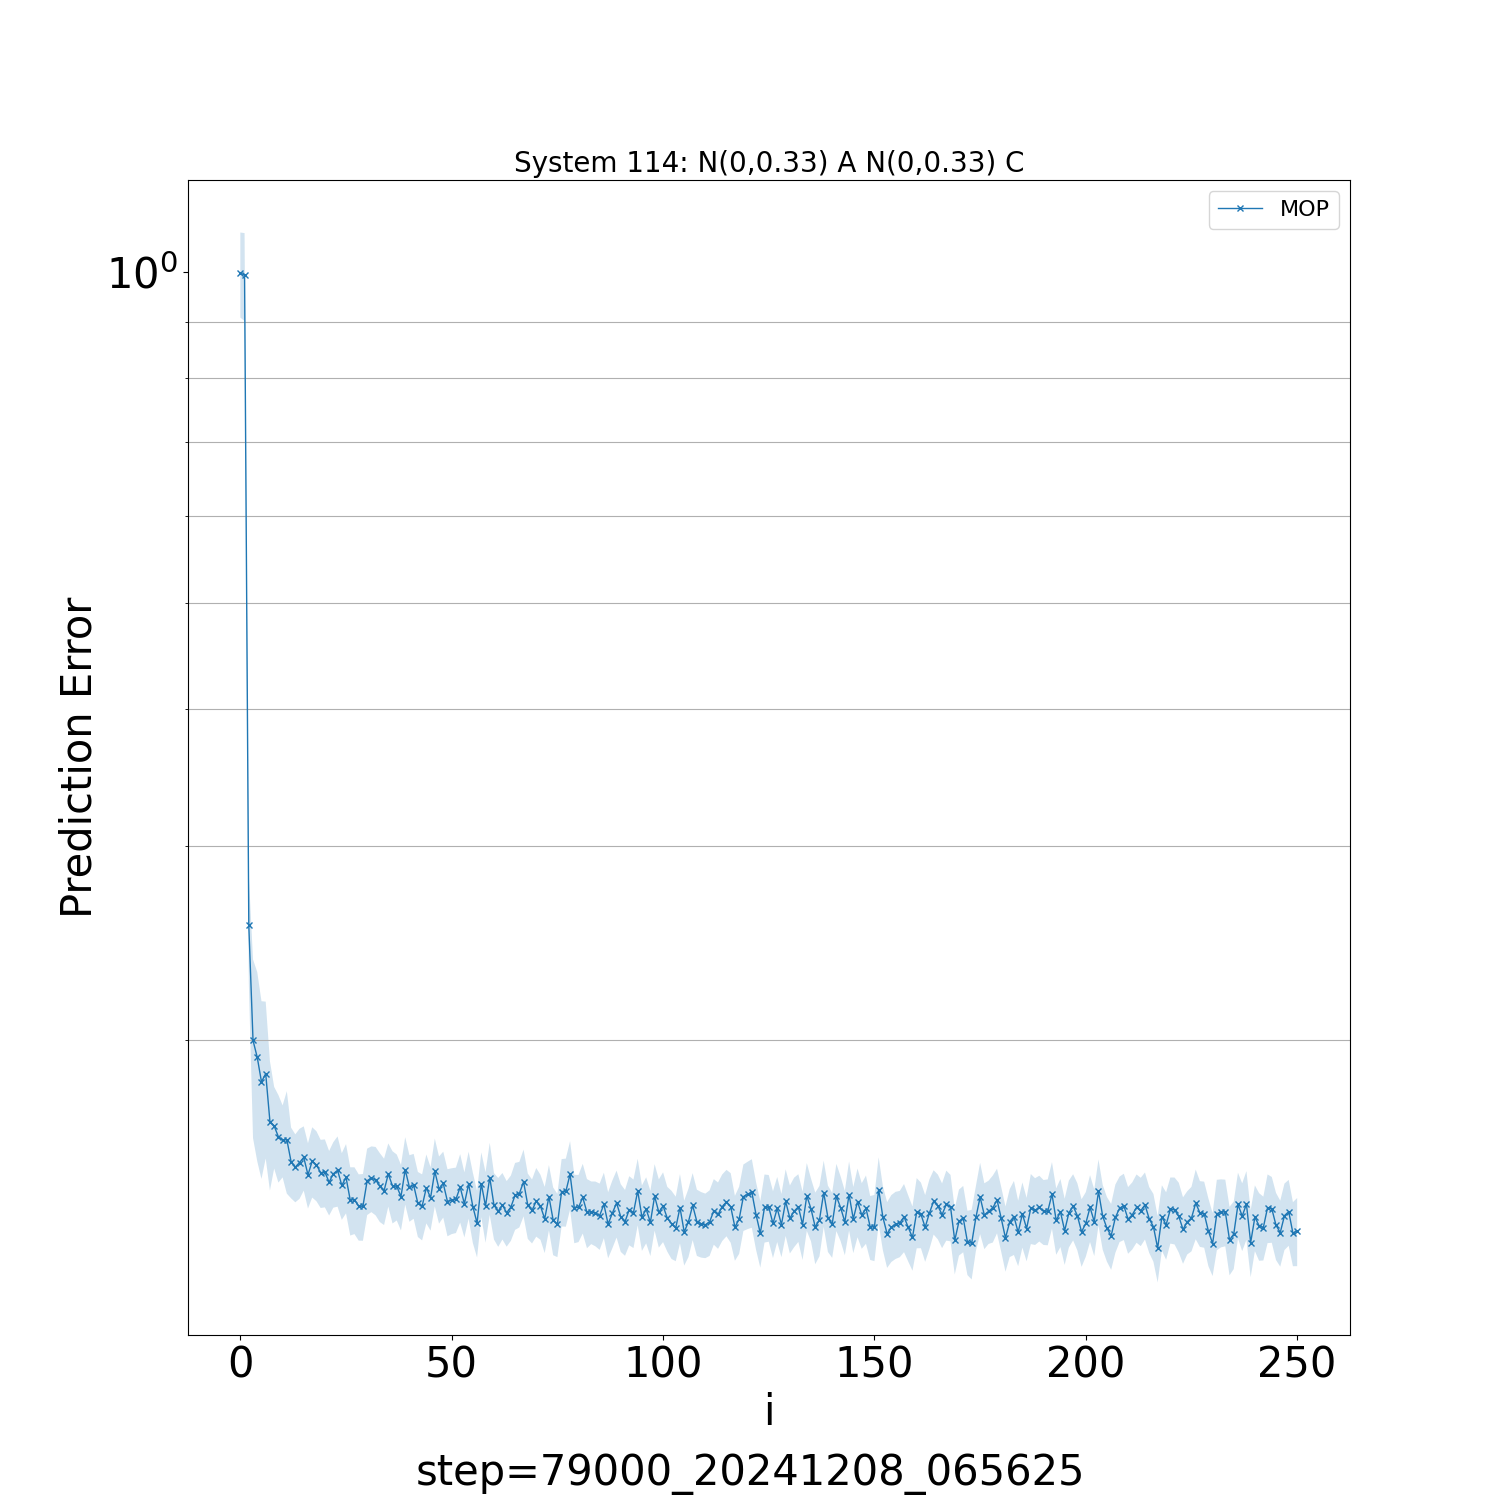 System 114: N(0,0.33) A N(0,0.33) C
MOP
10⁰
Prediction Error
0 50 100 150 200 250
i
step=79000_20241208_065625